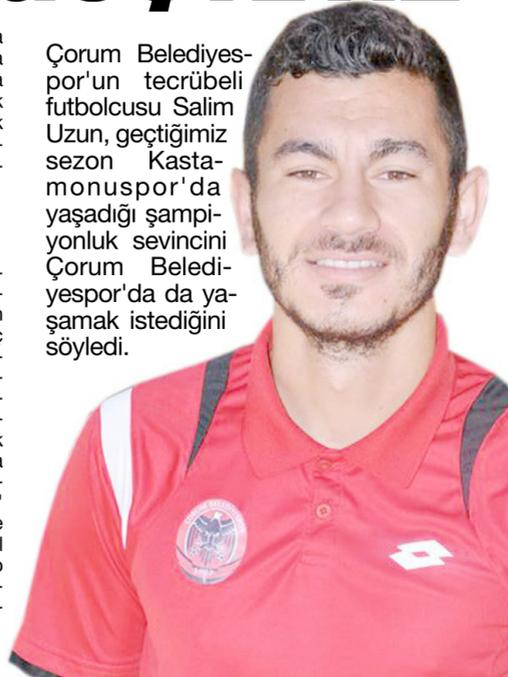 Çorum Belediyes-
por'un tecrübeli
futbolcusu Salim
Uzun, geçtiğimiz
sezon Kasta-
monuspor'da
yaşadığı şampi-
yonluk sevincini
Çorum Beledi-
yespor'da da ya-
şamak istediğini
söyledi.